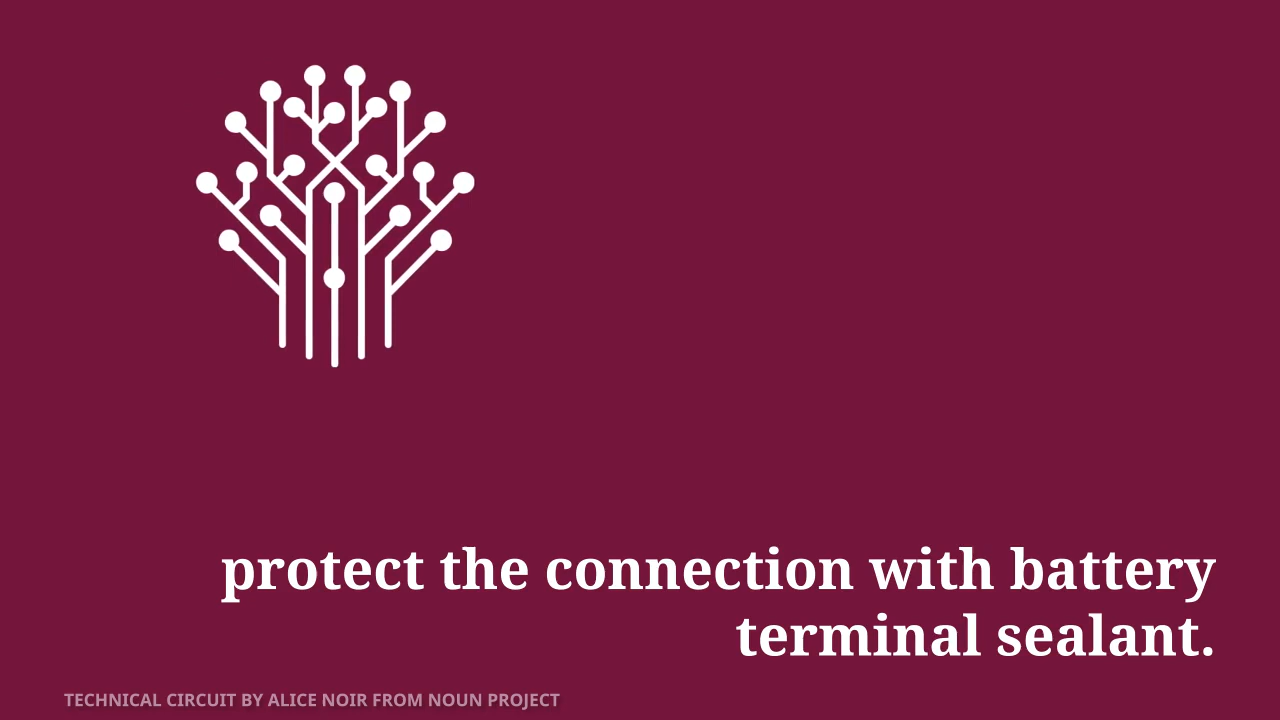 protect the connection with battery
terminal sealant.
TECHNICAL CIRCUIT BY ALICE NOIR FROM NOUN PROJECT